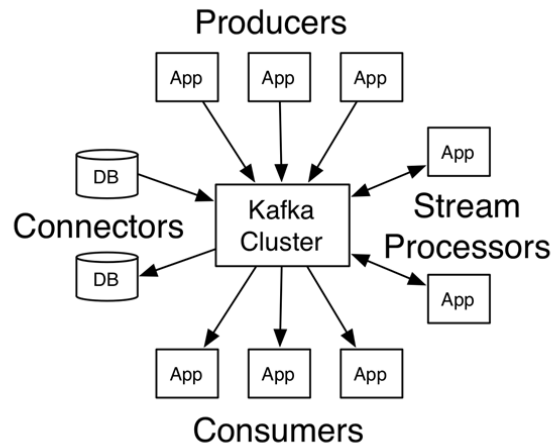 Producers
App
App
App
DB
App
Connectors
Kafka
Cluster
Stream
Processors
DB
App
App
App
App
Consumers